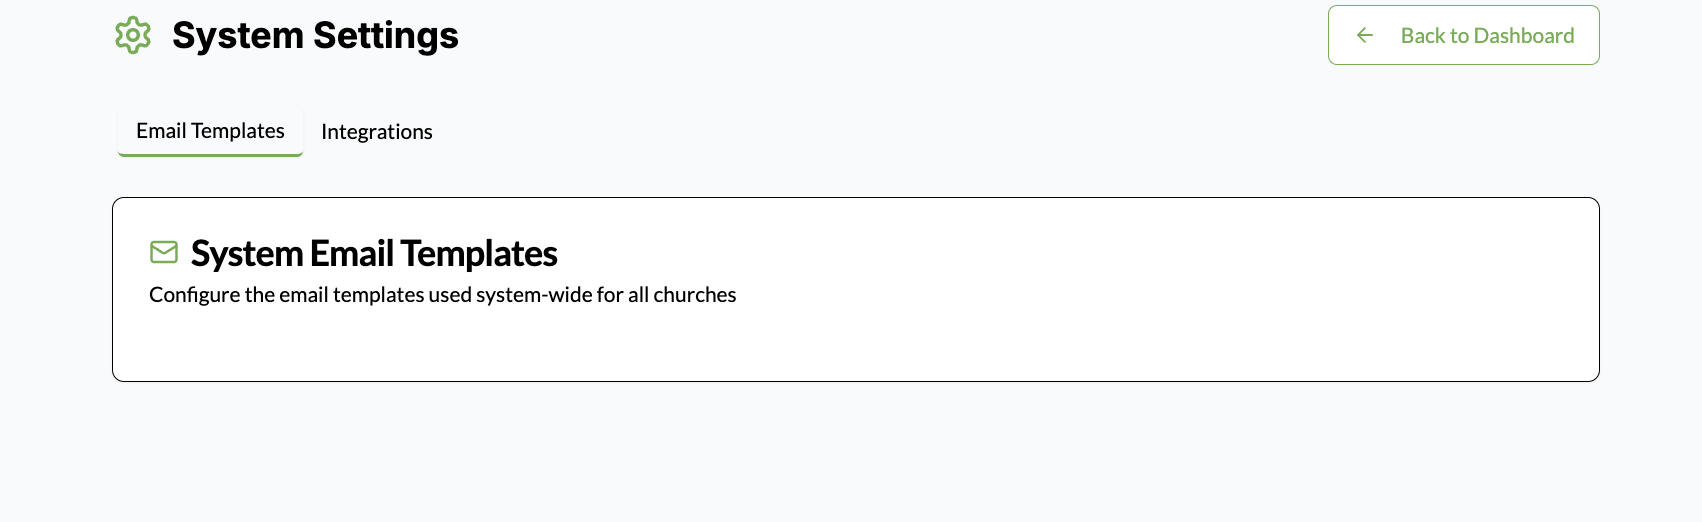 System Settings
Back to Dashboard
Email Templates
Integrations
System Email Templates
Configure the email templates used system-wide for all churches